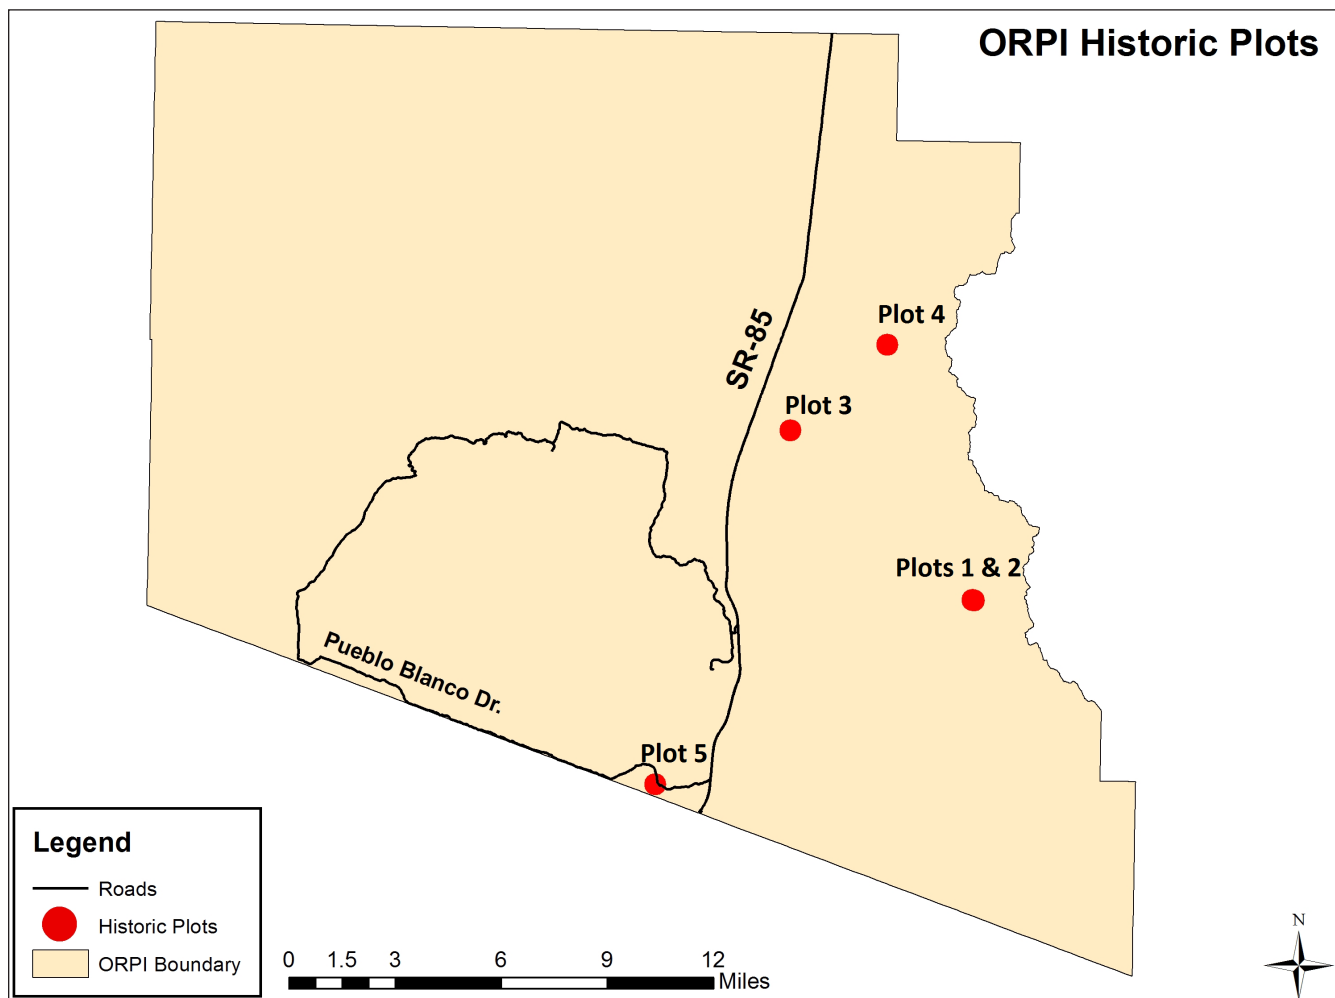 ORPI Historic Plots
Plot 4
SR-85
Plot 3
Plots 1 & 2
Pueblo Blanco Dr.
Plot 5
Legend
Roads
Historic Plots
ORPI Boundary
0 1.5 3 6 9 12
Miles
N